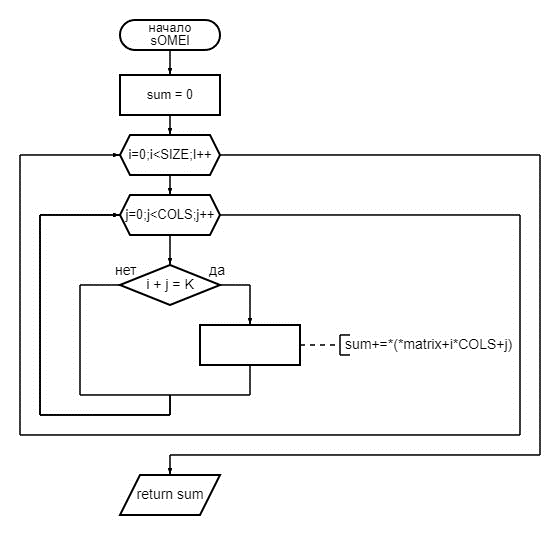 начало
sOMEI
sum = 0
i=0;i<SIZE;I++
j=0;j<COLS;j++
нет
да
i + j = K
sum+=*(*matrix+i*COLS+j)
return sum